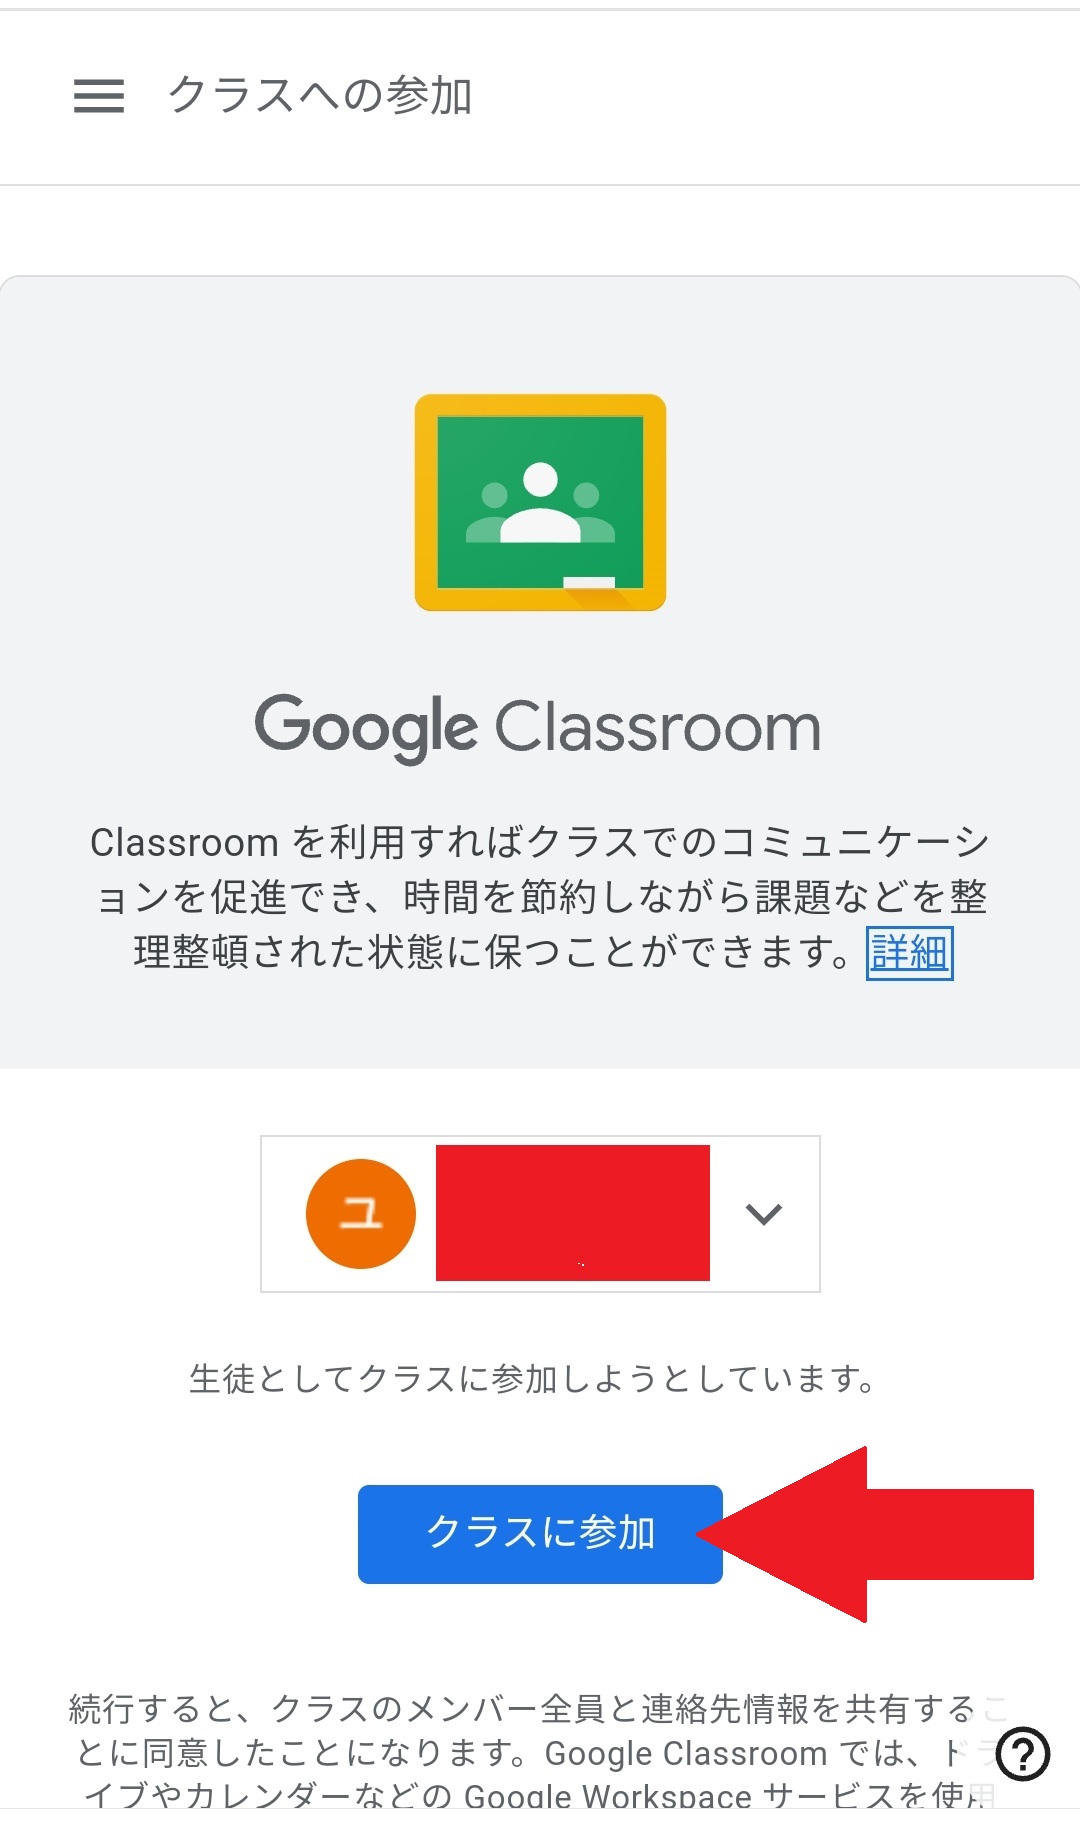 クラスへの参加
Google Classroom
Classroom を利用すればクラスでのコミュニケーシ
ョンを促進でき、時間を節約しながら課題などを整
理整頓された状態に保つことができます。詳細
ユ
生徒としてクラスに参加しようとしています。
クラスに参加
続行すると、クラスのメンバー全員と連絡先情報を共有するこ
とに同意したことになります。Google Classroom では、ドラ
イブやカレンダーなどの Google Workspace サービスを使用